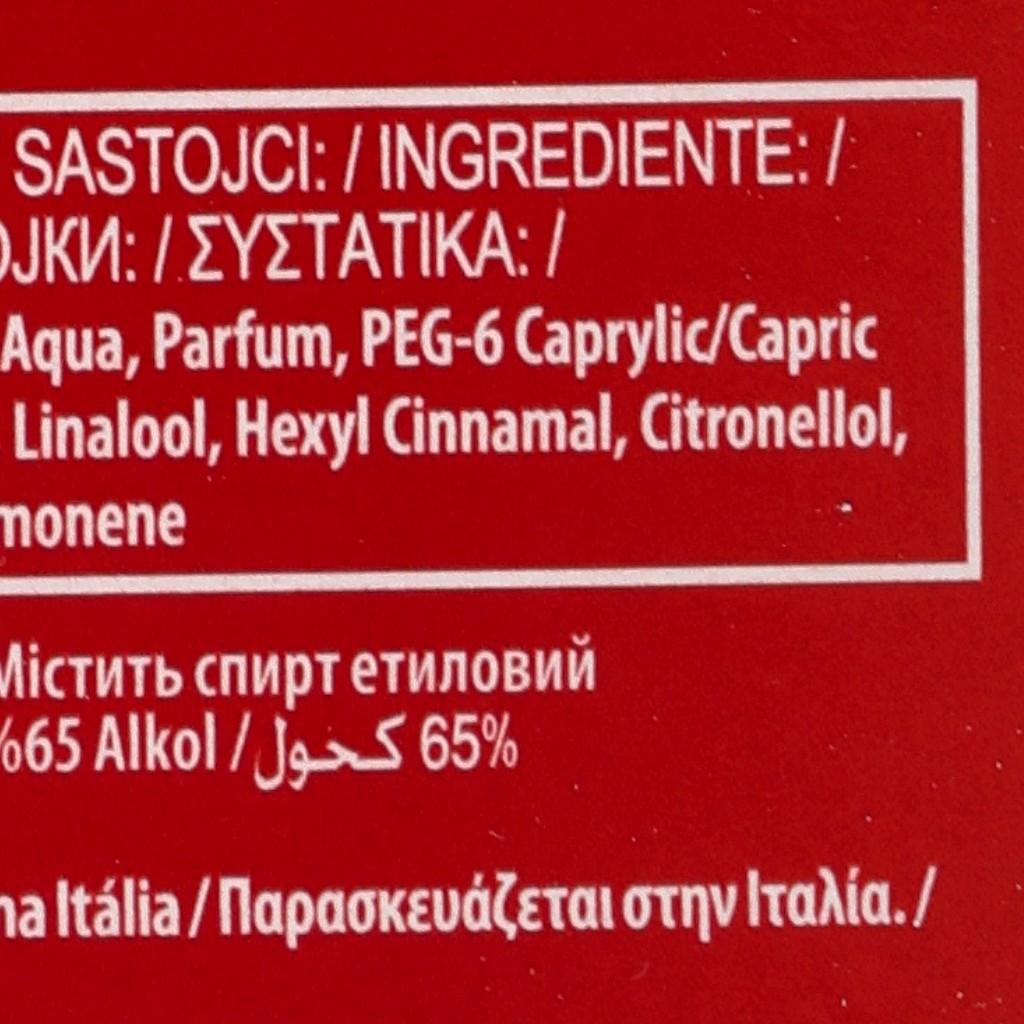 SASTOJCI: / INGREDIENTE: /
ОЈКИ: / ΣΥΣΤΑΤΙΚΑ: /
Aqua, Parfum, PEG-6 Caprylic/Capric
Linalool, Hexyl Cinnamal, Citronellol,
monene
Містить спирт етиловий
%65 Alkol / كحول 65%
na Itália / Παρασκευάζεται στην Ιταλία. /